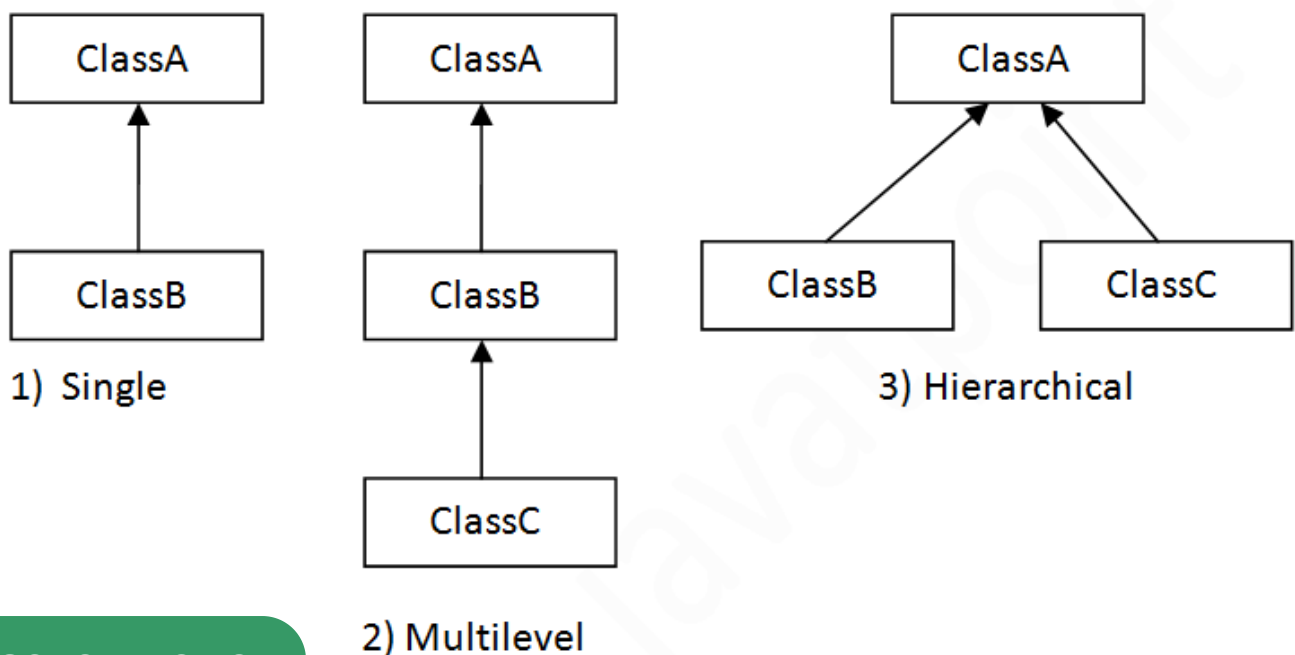 ClassA
ClassB
1) Single
ClassA
ClassB
ClassC
2) Multilevel
ClassA
ClassB
ClassC
3) Hierarchical